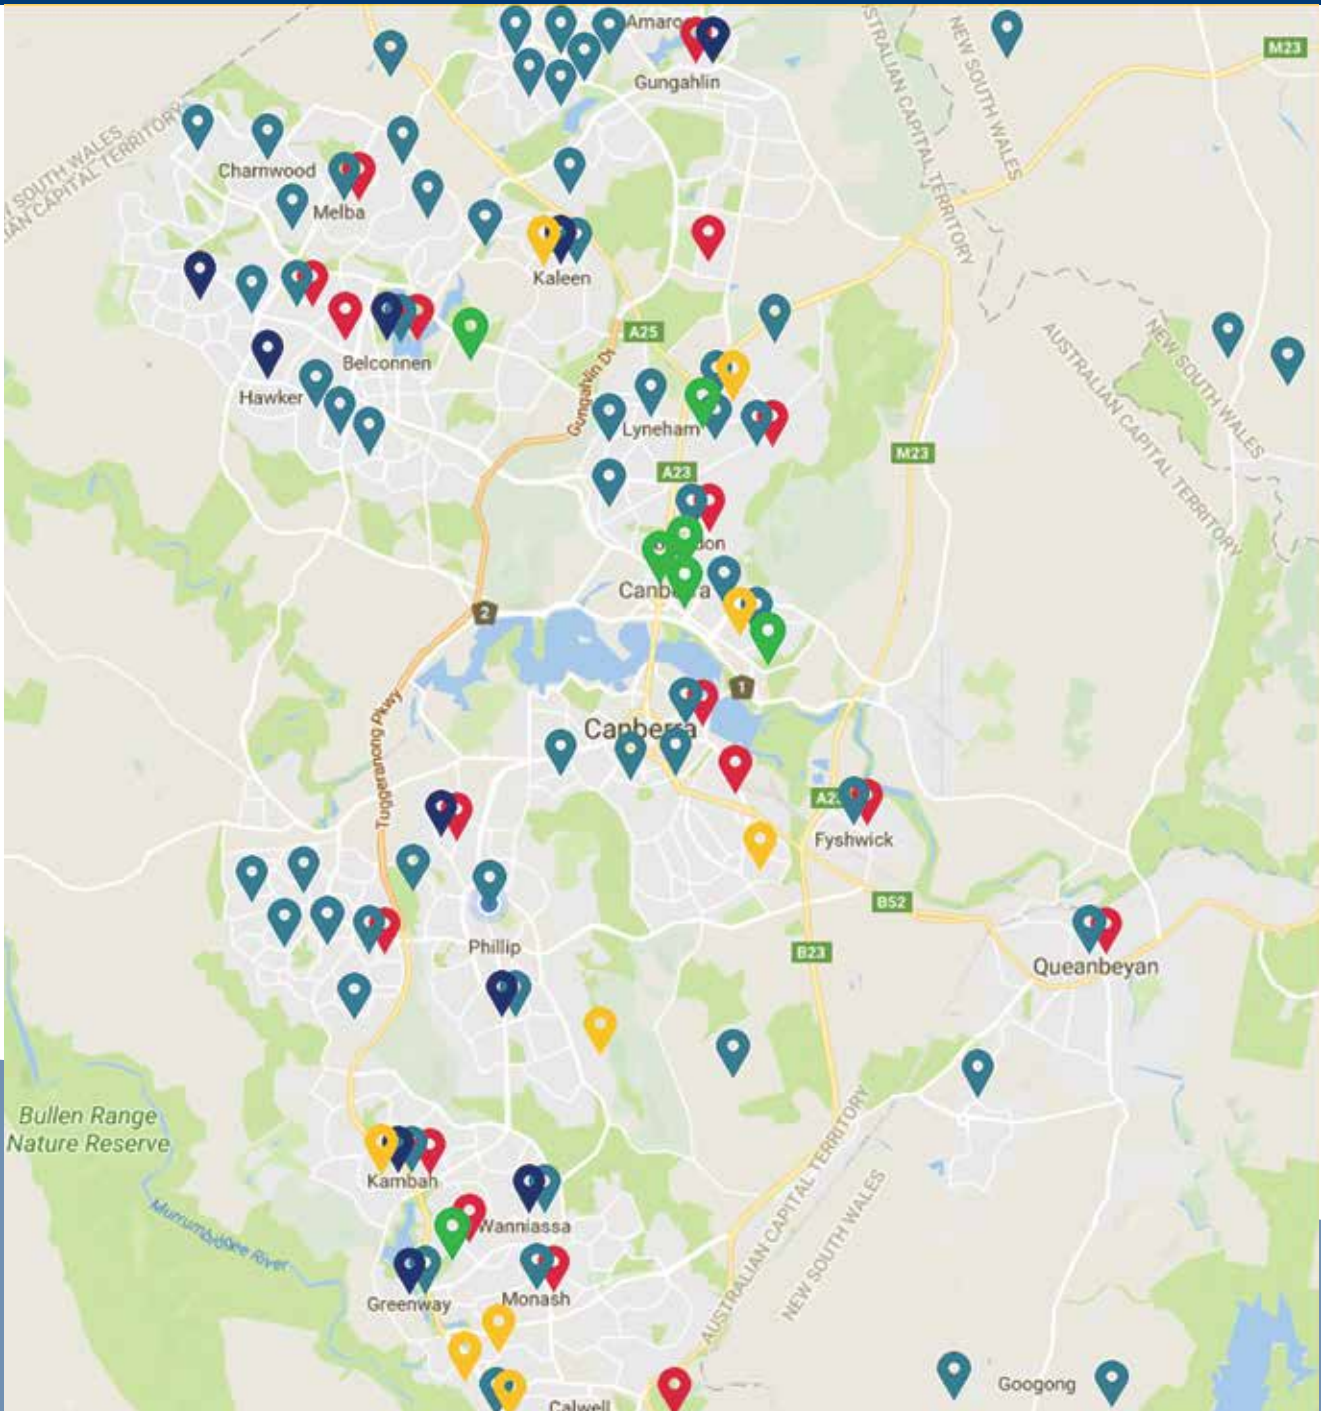 Amaroo
M23
Gungahlin
NEW SOUTH WALES
AUSTRALIAN CAPITAL TERRITORY
NEW SOUTH WALES
AUSTRALIAN CAPITAL TERRITORY
Charnwood
Melba
Kaleen
A25
Belconnen
Gungahlin Dr
NEW SOUTH WALES
AUSTRALIAN CAPITAL TERRITORY
Hawker
Lyneham
M23
A23
Canberra
2
1
Canberra
Tuggeranong Pkwy
Fyshwick
B52
Phillip
B23
Queanbeyan
Bullen Range
Nature Reserve
Kambah
Murrumbidgee River
Wanniassa
AUSTRALIAN CAPITAL TERRITORY
NEW SOUTH WALES
Greenway
Monash
Googong
Calwell